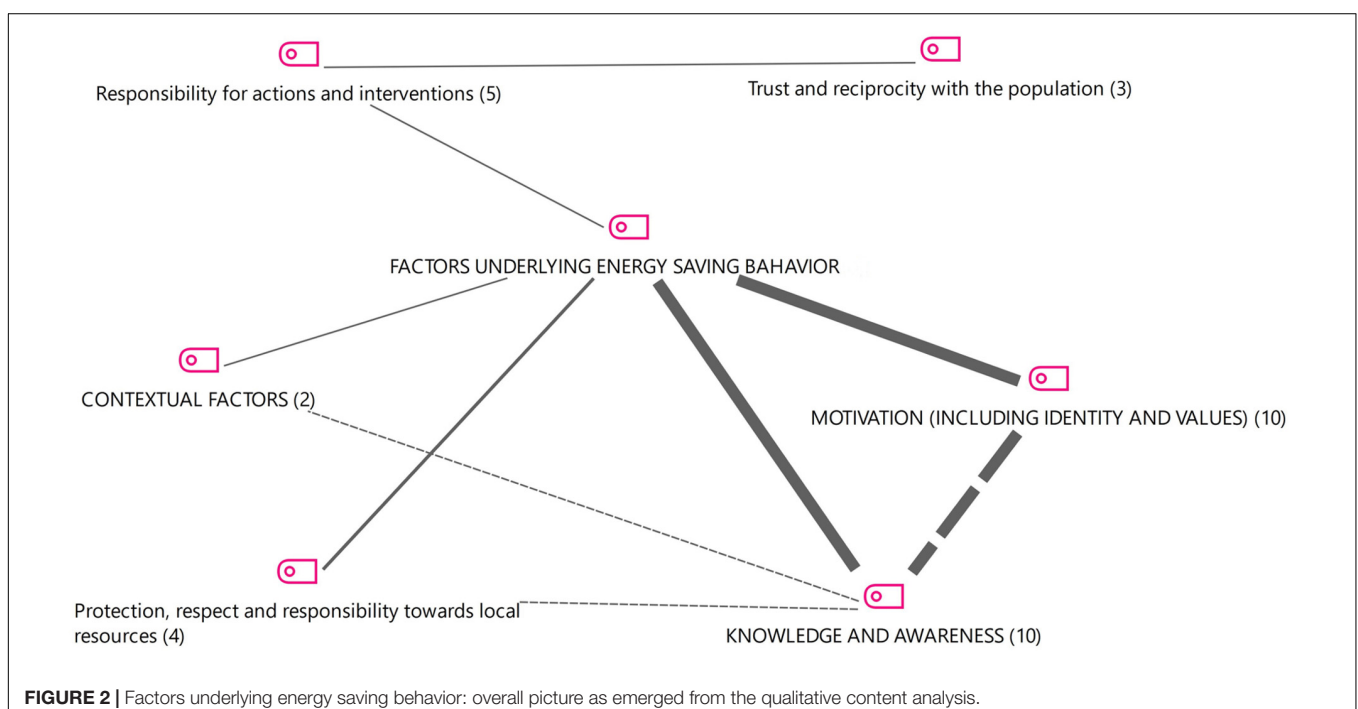 Responsibility for actions and interventions (5)
Trust and reciprocity with the population (3)
FACTORS UNDERLYING ENERGY SAVING BAHAVIOR
CONTEXTUAL FACTORS (2)
MOTIVATION (INCLUDING IDENTITY AND VALUES) (10)
Protection, respect and responsibility towards local
resources (4)
KNOWLEDGE AND AWARENESS (10)
FIGURE 2 | Factors underlying energy saving behavior: overall picture as emerged from the qualitative content analysis.